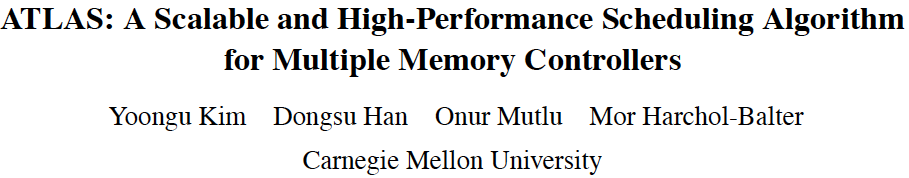 ATLAS: A Scalable and High-Performance Scheduling Algorithm
for Multiple Memory Controllers
Yoongu Kim Dongsu Han Onur Mutlu Mor Harchol-Balter
Carnegie Mellon University